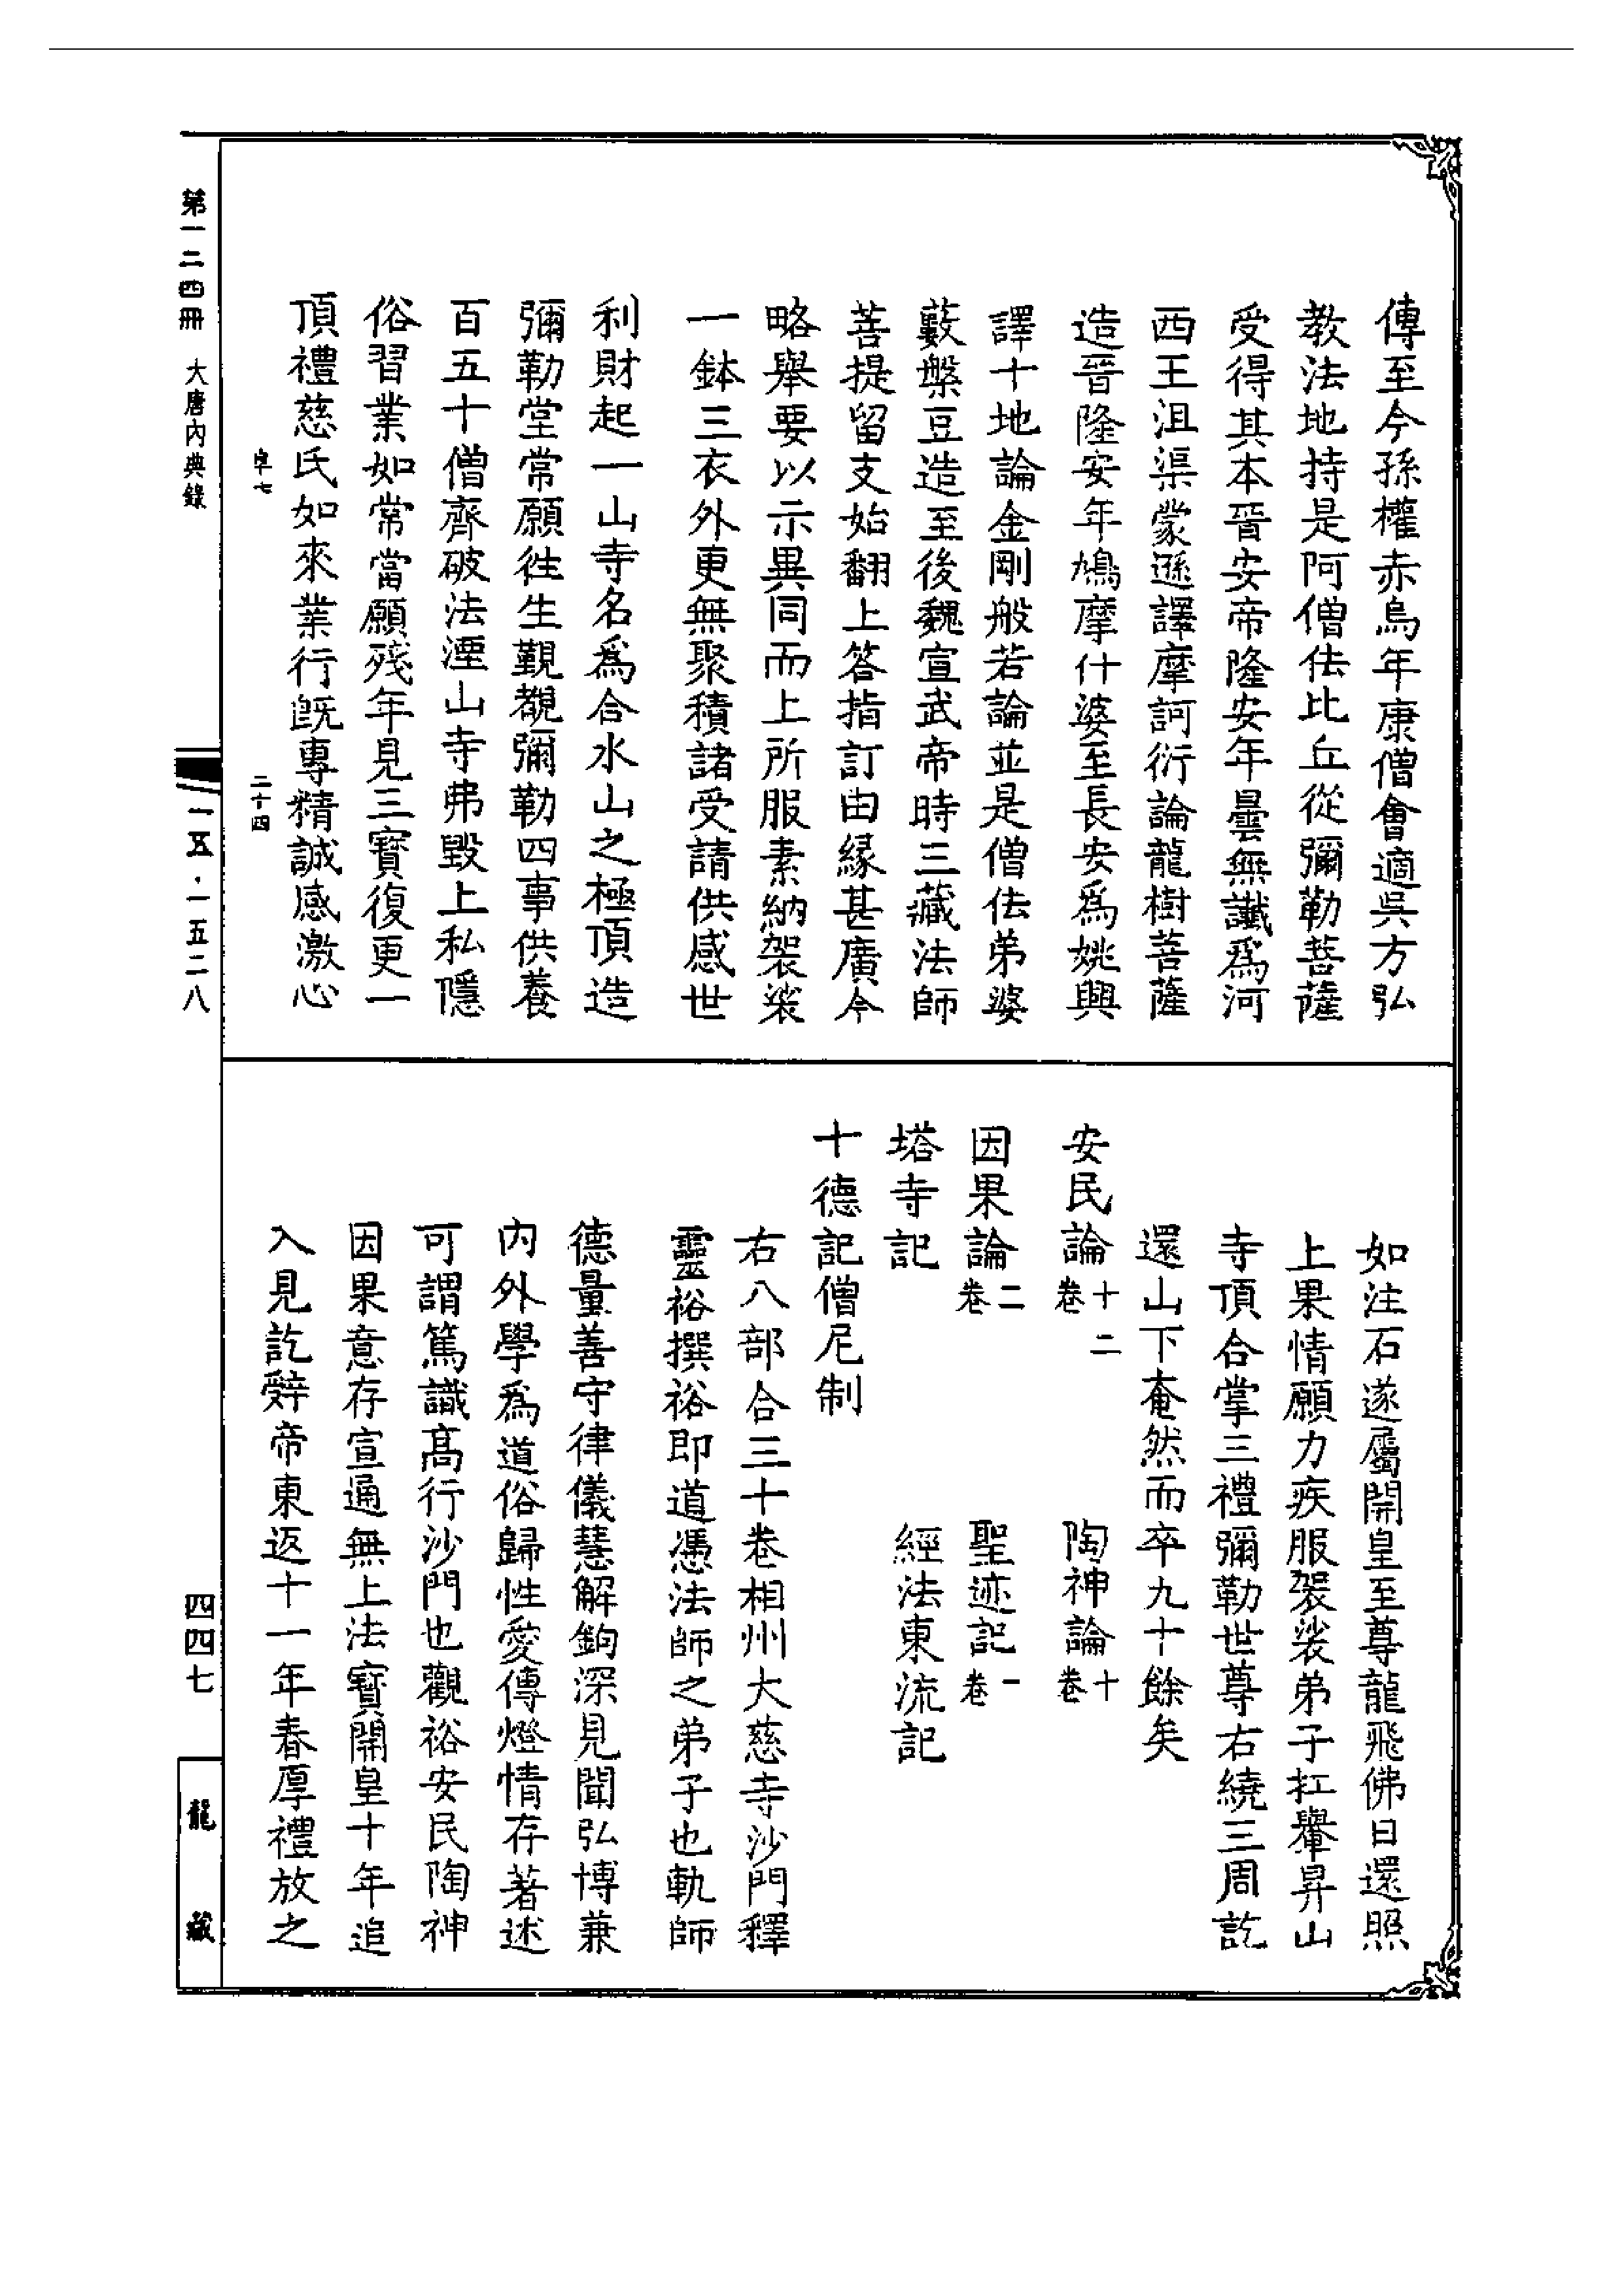 傳至今孫權赤烏年康僧會適吳方弘
教法地持是阿僧佉比丘從彌勒菩薩
受得其本晉安帝隆安年曇無讖爲河
西王沮渠蒙遜譯摩訶衍論龍樹菩薩
造晉隆安年鳩摩什婆至長安爲姚興
譯十地論金剛般若論並是僧佉弟婆
藪槃豆造至後魏宣武帝時三藏法師
菩提留支始翻上答指訂由緣甚廣今
略舉要以示異同而上所服素納袈裟
一鉢三衣外更無聚積諸受請供感世
利財起一山寺名爲合水山之極頂造
彌勒堂常願徃生覲覩彌勒四事供養
百五十僧齊破法湮山寺弗毀上私隱
俗習業如常當願殘年見三寶復更一
頂禮慈氏如來業行旣專精誠感激心
如注石遂屬開皇至尊龍飛佛日還照
上果情願力疾服袈裟弟子扛轝昇山
寺頂合掌三禮彌勒世尊右繞三周訖
還山下奄然而卒九十餘矣
安民論十二卷 陶神論十卷
因果論二卷 聖迹記一卷
塔寺記 經法東流記
十德記僧尼制
右八部合三十卷相州大慈寺沙門釋
靈裕撰裕即道憑法師之弟子也軌師
德量善守律儀慧解鉤深見聞弘博兼
內外學爲道俗歸性愛傳燈情存著述
可謂篤識高行沙門也觀裕安民陶神
因果意存宣通無上法寶開皇十年追
入見訖辭帝東返十一年春厚禮放之
第一二四冊 大唐內典錄
卓七 二十四
一五·一五二八
四四七
龍藏